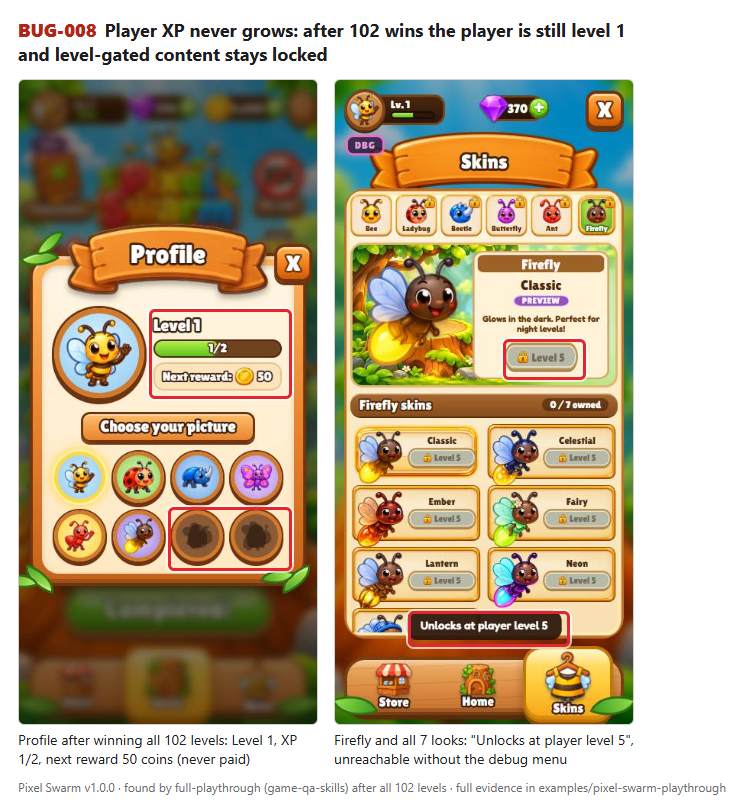 BUG-008 Player XP never grows: after 102 wins the player is still level 1
and level-gated content stays locked
Profile
X
Level 1
1/2
Next reward: 50
Choose your picture
Lv.1
370
X
DBG
Skins
Bee
Ladybug
Beetle
Butterfly
Ant
Firefly
Firefly
Classic
PREVIEW
Glows in the dark. Perfect for
night levels!
Level 5
Firefly skins
0 / 7 owned
Classic
Level 5
Celestial
Level 5
Ember
Level 5
Fairy
Level 5
Lantern
Level 5
Neon
Level 5
Unlocks at player level 5
Store
Home
Skins
Profile after winning all 102 levels: Level 1, XP
1/2, next reward 50 coins (never paid)
Firefly and all 7 looks: "Unlocks at player level 5",
unreachable without the debug menu
Pixel Swarm v1.0.0 · found by full-playthrough (game-qa-skills) after all 102 levels · full evidence in examples/pixel-swarm-playthrough